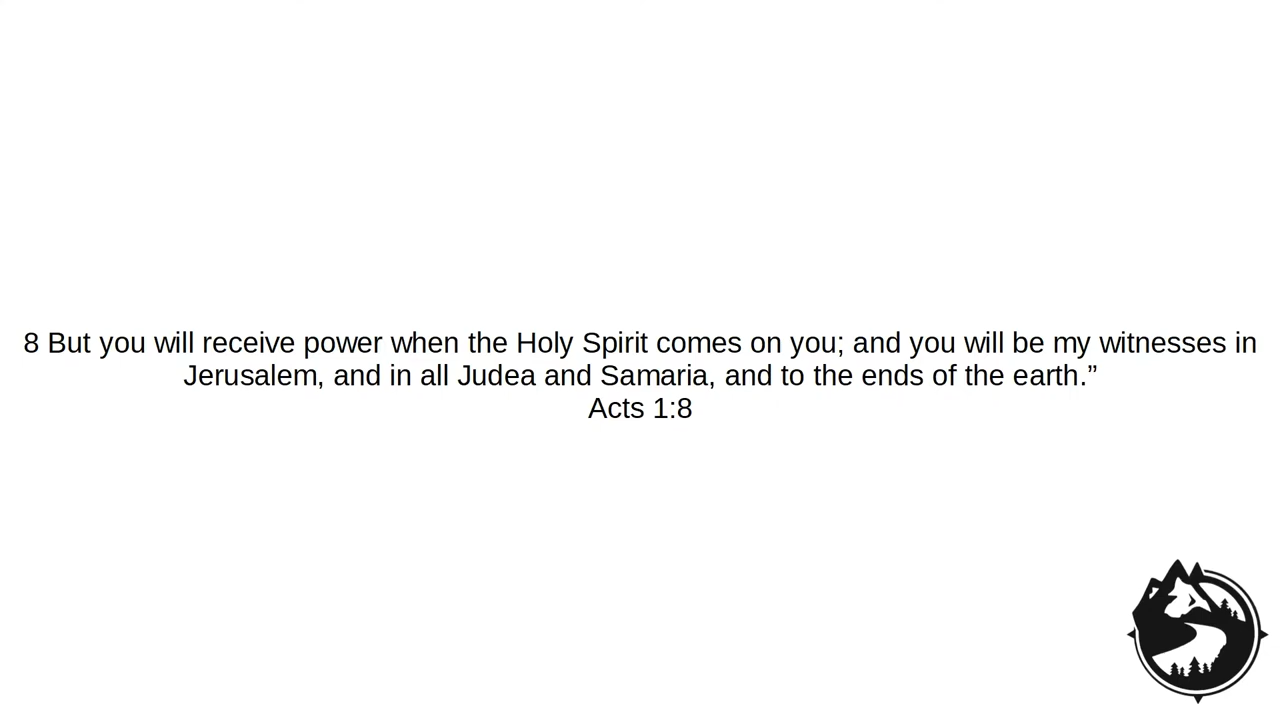 8 But you will receive power when the Holy Spirit comes on you; and you will be my witnesses in
Jerusalem, and in all Judea and Samaria, and to the ends of the earth.”
Acts 1:8